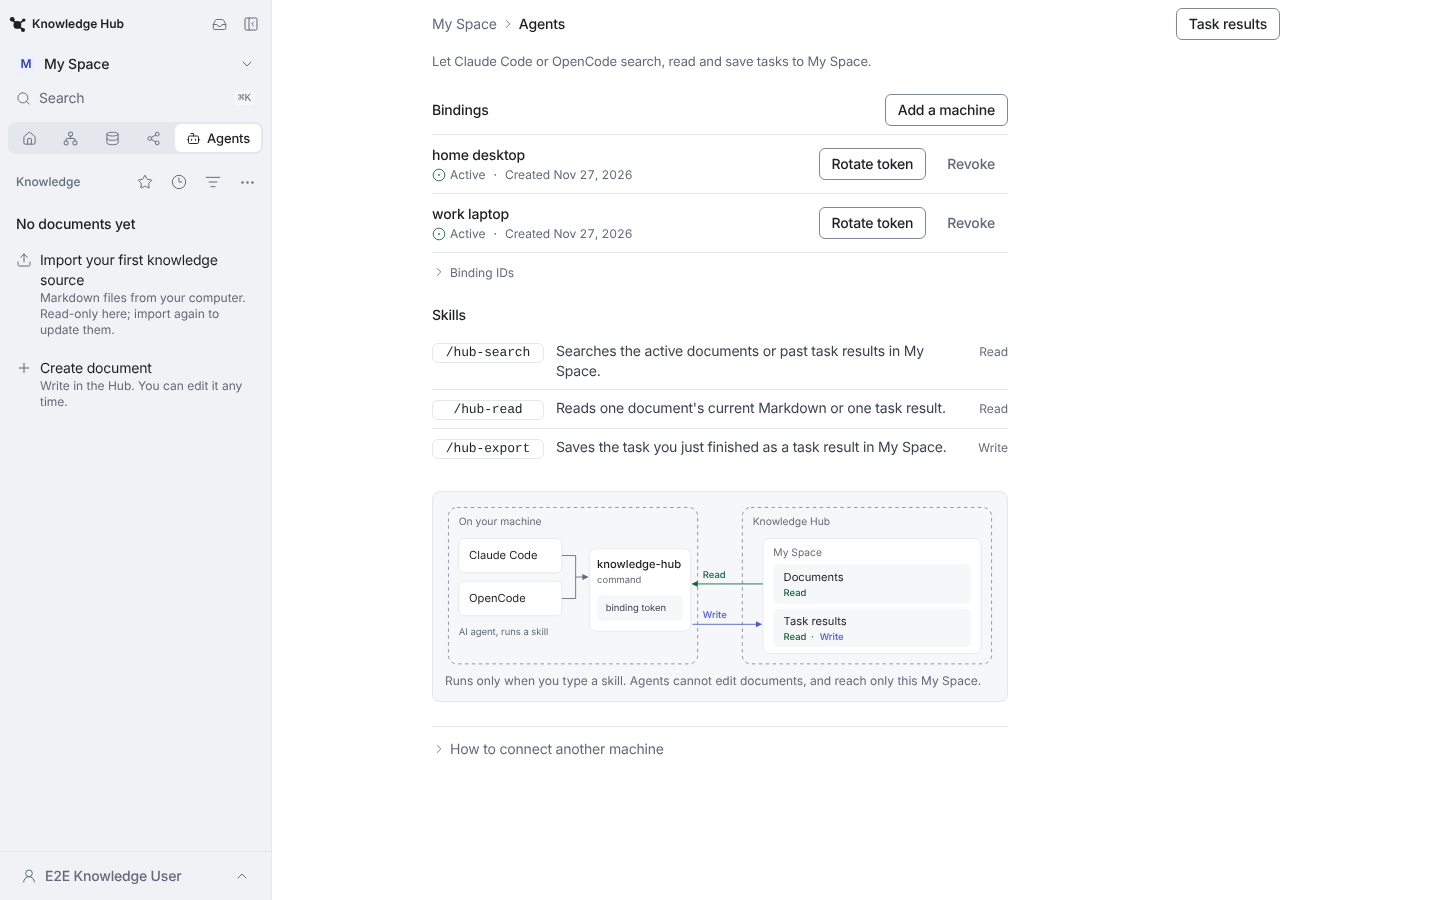 Knowledge Hub
M My Space
Search ⌘K
Agents
Knowledge
No documents yet
Import your first knowledge
source
Markdown files from your computer.
Read-only here; import again to
update them.
Create document
Write in the Hub. You can edit it any
time.
E2E Knowledge User
My Space Agents
Task results
Let Claude Code or OpenCode search, read and save tasks to My Space.
Bindings
Add a machine
home desktop
Active · Created Nov 27, 2026
Rotate token Revoke
work laptop
Active · Created Nov 27, 2026
Rotate token Revoke
Binding IDs
Skills
/hub-search Searches the active documents or past task results in My Read
Space.
/hub-read Reads one document's current Markdown or one task result. Read
/hub-export Saves the task you just finished as a task result in My Space. Write
On your machine
Claude Code
OpenCode
AI agent, runs a skill
knowledge-hub
command
binding token
Read
Write
Knowledge Hub
My Space
Documents
Read
Task results
Read · Write
Runs only when you type a skill. Agents cannot edit documents, and reach only this My Space.
How to connect another machine